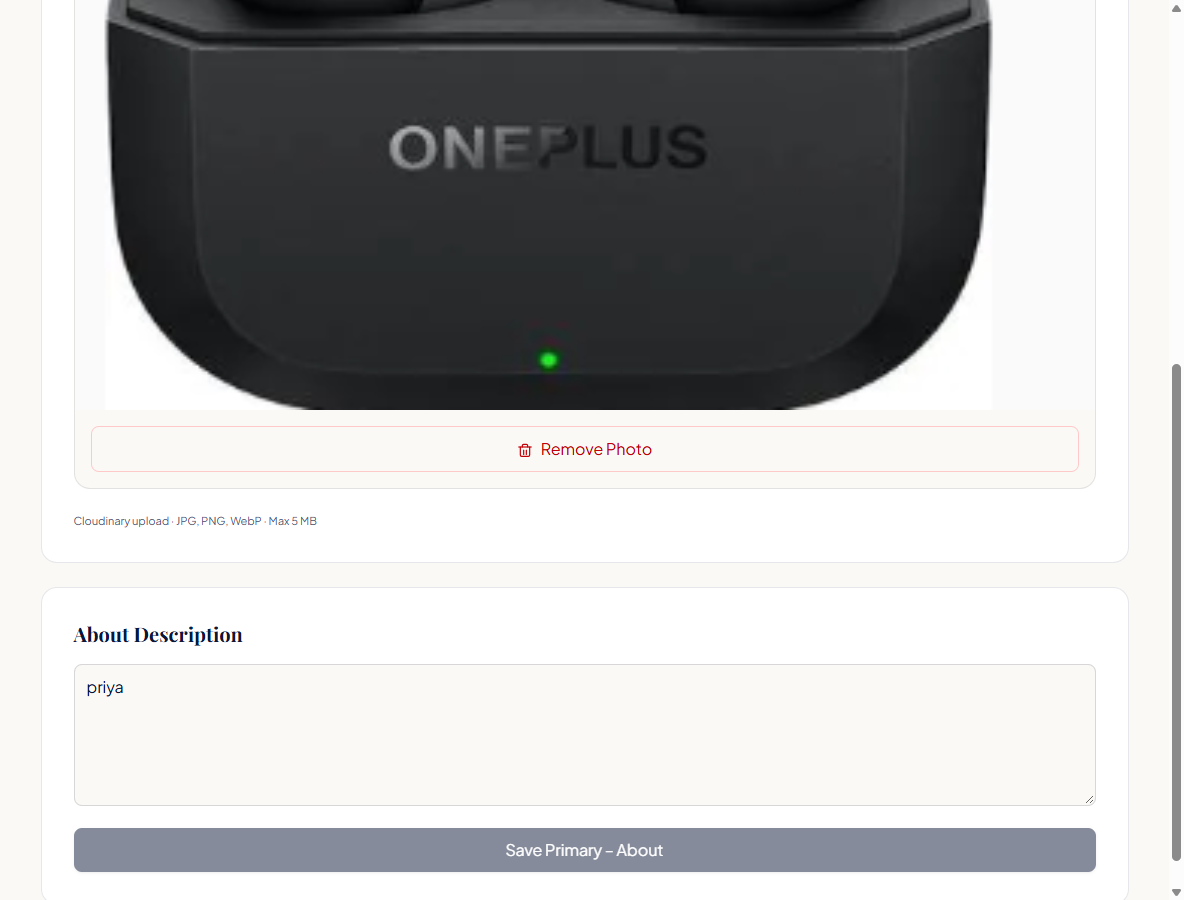 ONEPLUS
Remove Photo
Cloudinary upload · JPG, PNG, WebP · Max 5 MB
About Description
priya
Save Primary – About